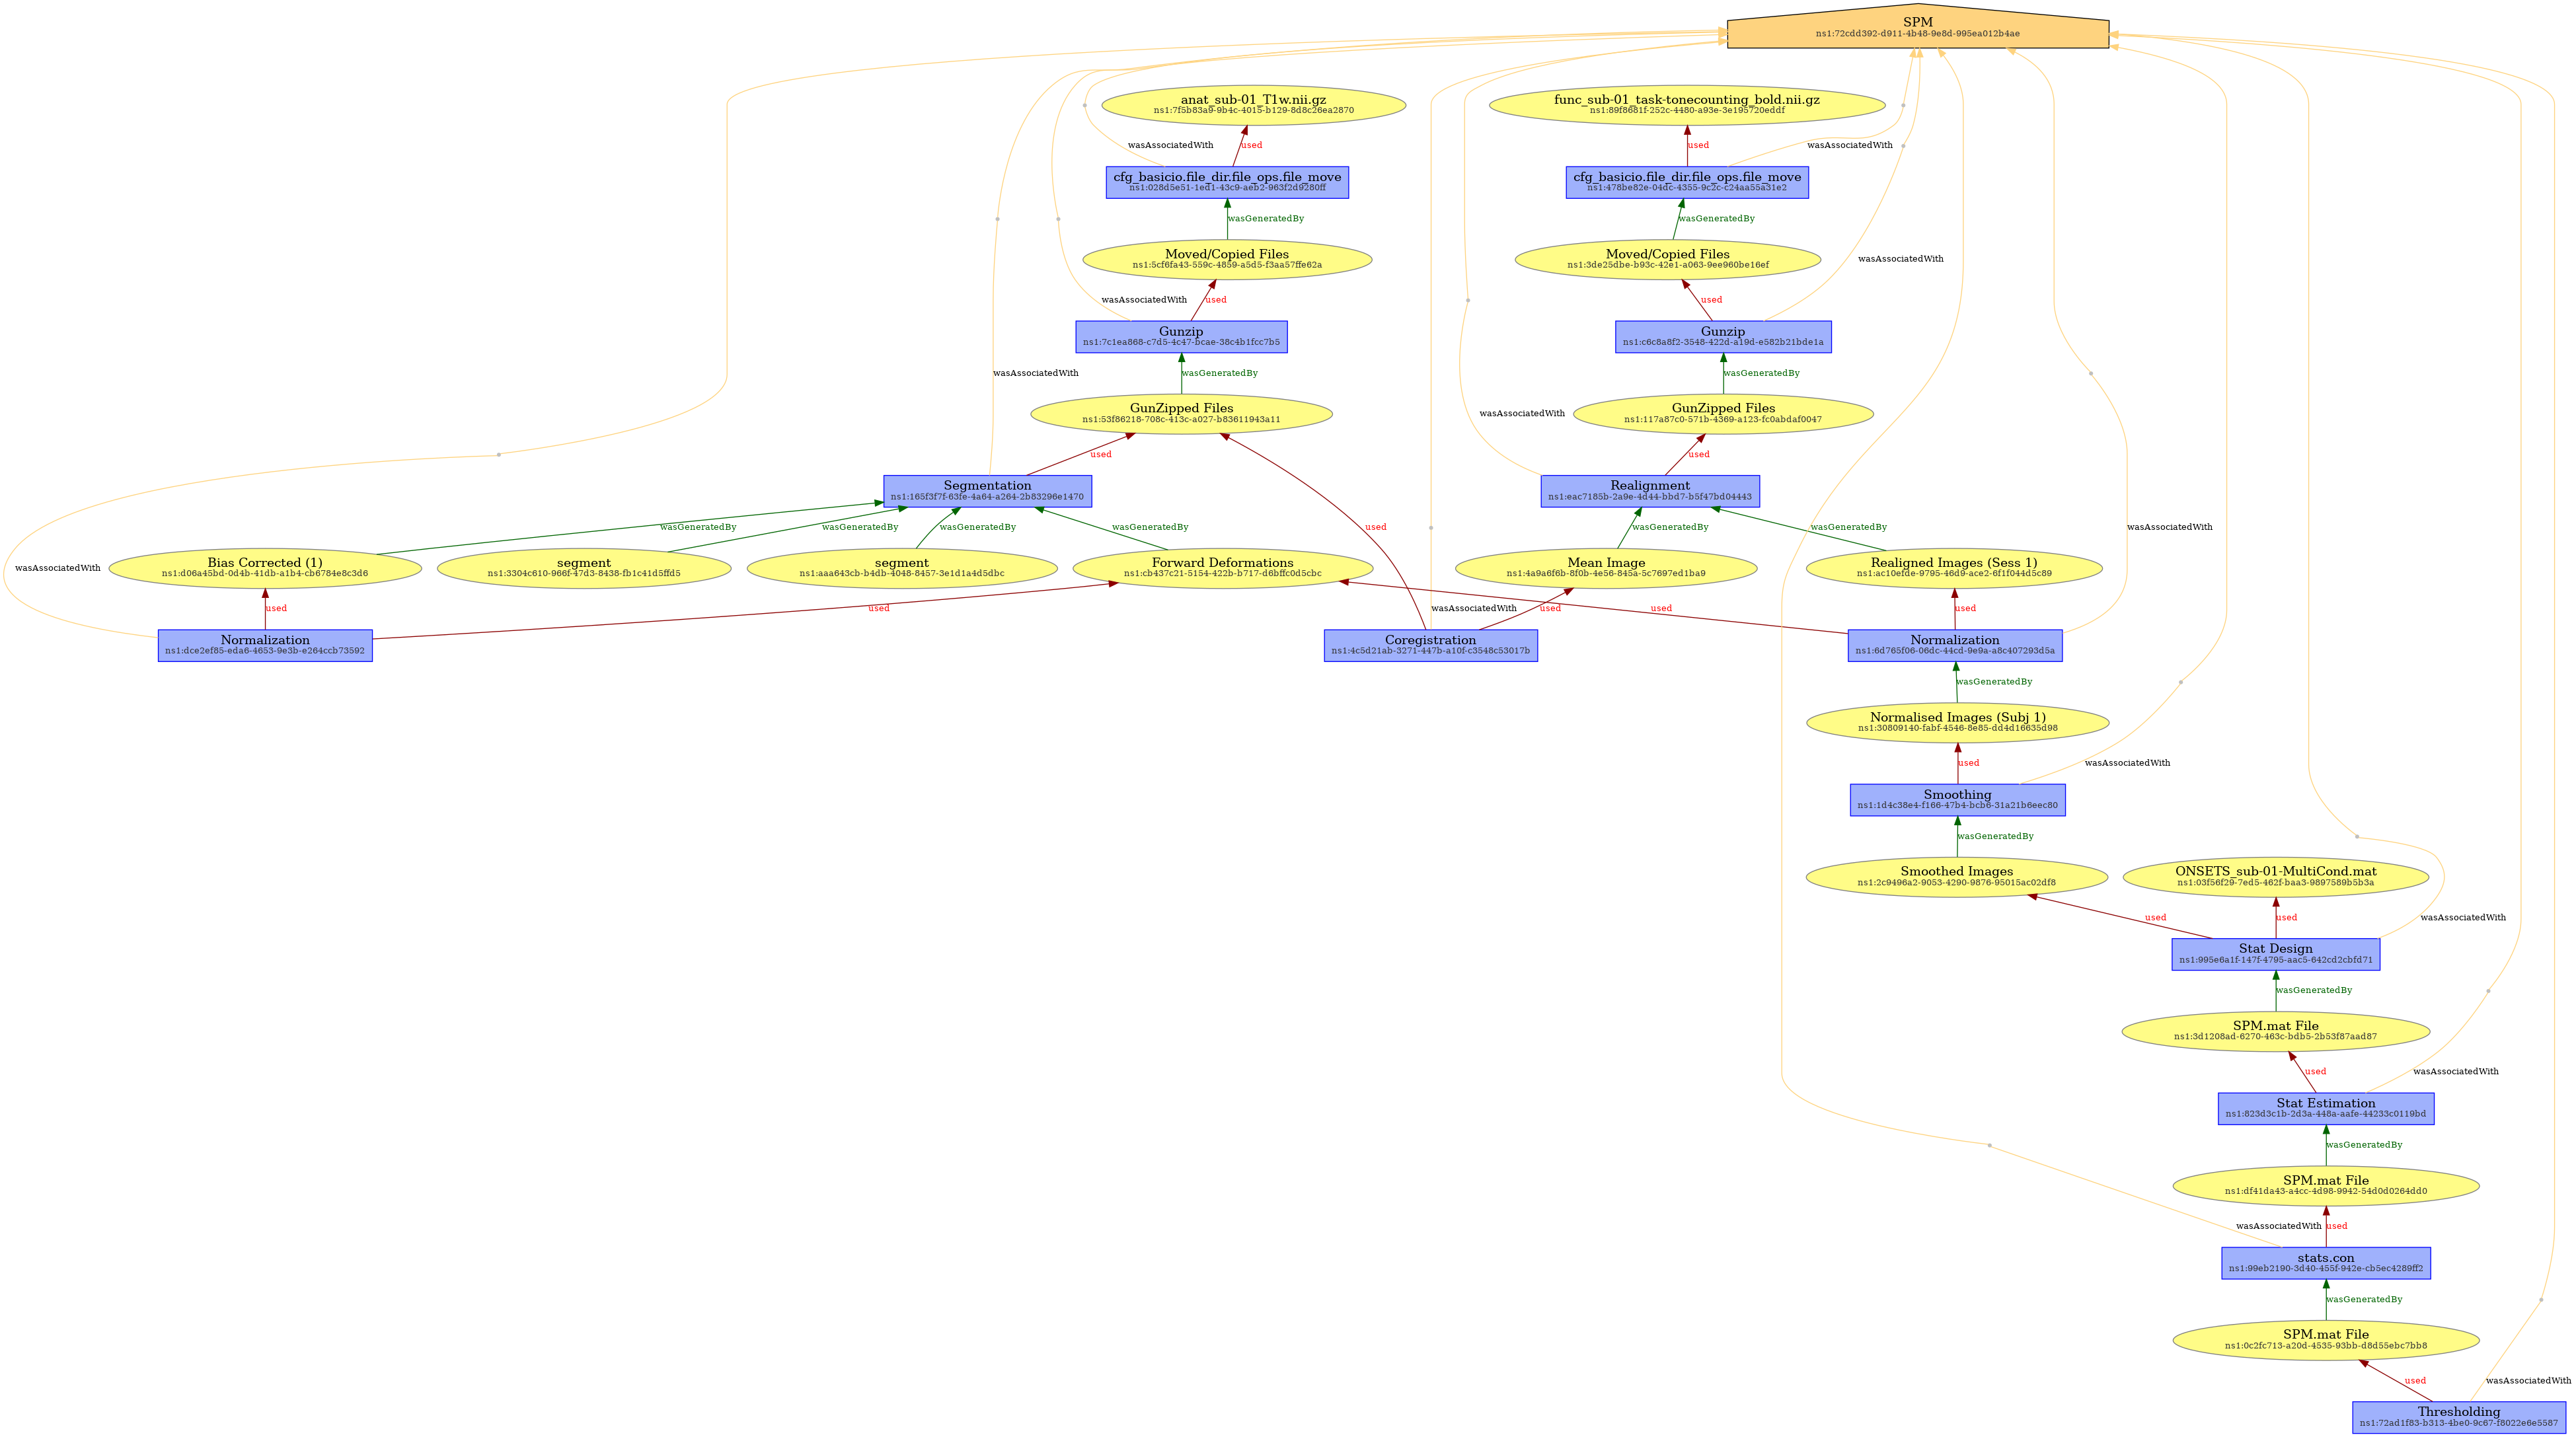 SPM
ns1:72cdd392-d911-4b48-9e8d-995ea012b4ae
anat_sub-01_T1w.nii.gz
ns1:7f5b83a9-9b4c-4015-b129-8d8c26ea2870
func_sub-01_task-tonecounting_bold.nii.gz
ns1:89f8681f-252c-4480-a93e-3e195720eddf
wasAssociatedWith
used
used
wasAssociatedWith
cfg_basicio.file_dir.file_ops.file_move
ns1:028d5e51-1ed1-43c9-aeb2-963f2d9280ff
cfg_basicio.file_dir.file_ops.file_move
ns1:478be82e-04dc-4355-9c2c-c24aa55a31e2
wasGeneratedBy
wasGeneratedBy
Moved/Copied Files
ns1:5cf6fa43-559c-4859-a5d5-f3aa57ffe62a
Moved/Copied Files
ns1:3de25dbe-b93c-42e1-a063-9ee960be16ef
wasAssociatedWith
wasAssociatedWith
used
used
Gunzip
ns1:7c1ea868-c7d5-4c47-bcae-38c4b1fcc7b5
Gunzip
ns1:c6c8a8f2-3548-422d-a19d-e582b21bde1a
wasAssociatedWith
wasGeneratedBy
wasGeneratedBy
GunZipped Files
ns1:53f86218-708c-413c-a027-b83611943a11
wasAssociatedWith
GunZipped Files
ns1:117a87c0-571b-4369-a123-fc0abdaf0047
used
used
Segmentation
ns1:165f3f7f-63fe-4a64-a264-2b83296e1470
Realignment
ns1:eac7185b-2a9e-4d44-bbd7-b5f47bd04443
wasGeneratedBy
wasGeneratedBy
wasGeneratedBy
wasGeneratedBy
used
wasGeneratedBy
wasGeneratedBy
wasAssociatedWith
wasAssociatedWith
Bias Corrected (1)
ns1:d06a45bd-0d4b-41db-a1b4-cb6784e8c3d6
segment
ns1:3304c610-966f-47d3-8438-fb1c41d5ffd5
segment
ns1:aaa643cb-b4db-4048-8457-3e1d1a4d5dbc
Forward Deformations
ns1:cb437c21-5154-422b-b717-d6bffc0d5cbc
Mean Image
ns1:4a9a6f6b-8f0b-4e56-845a-5c7697ed1ba9
Realigned Images (Sess 1)
ns1:ac10efde-9795-46d9-ace2-6f1f044d5c89
used
used
wasAssociatedWith
used
used
used
Normalization
ns1:dce2ef85-eda6-4653-9e3b-e264ccb73592
Coregistration
ns1:4c5d21ab-3271-447b-a10f-c3548c53017b
Normalization
ns1:6d765f06-06dc-44cd-9e9a-a8c407293d5a
wasGeneratedBy
Normalised Images (Subj 1)
ns1:30809140-fabf-4546-8e85-dd4d16635d98
used
wasAssociatedWith
Smoothing
ns1:1d4c38e4-f166-47b4-bcb6-31a21b6eec80
wasGeneratedBy
Smoothed Images
ns1:2c9496a2-9053-4290-9876-95015ac02df8
ONSETS_sub-01-MultiCond.mat
ns1:03f56f29-7ed5-462f-baa3-9897589b5b3a
used
used
wasAssociatedWith
Stat Design
ns1:995e6a1f-147f-4795-aac5-642cd2cbfd71
wasGeneratedBy
SPM.mat File
ns1:3d1208ad-6270-463c-bdb5-2b53f87aad87
used
wasAssociatedWith
Stat Estimation
ns1:823d3c1b-2d3a-448a-aafe-44233c0119bd
wasGeneratedBy
SPM.mat File
ns1:df41da43-a4cc-4d98-9942-54d0d0264dd0
wasAssociatedWith
used
stats.con
ns1:99eb2190-3d40-455f-942e-cb5ec4289ff2
wasGeneratedBy
SPM.mat File
ns1:0c2fc713-a20d-4535-93bb-d8d55ebc7bb8
used
wasAssociatedWith
Thresholding
ns1:72ad1f83-b313-4be0-9c67-f8022e6e5587